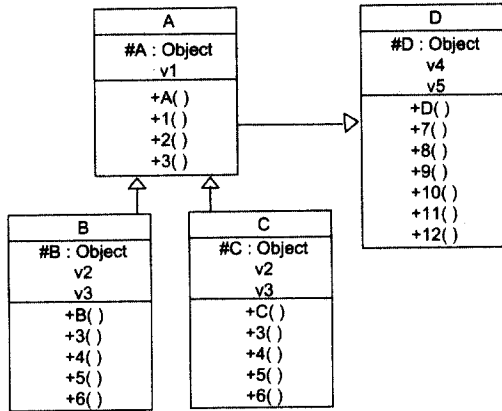 A
#A : Object
v1
+A( )
+1( )
+2( )
+3( )
D
#D : Object
v4
v5
+D( )
+7( )
+8( )
+9( )
+10( )
+11( )
+12( )
B
#B : Object
v2
v3
+B( )
+3( )
+4( )
+5( )
+6( )
C
#C : Object
v2
v3
+C( )
+3( )
+4( )
+5( )
+6( )